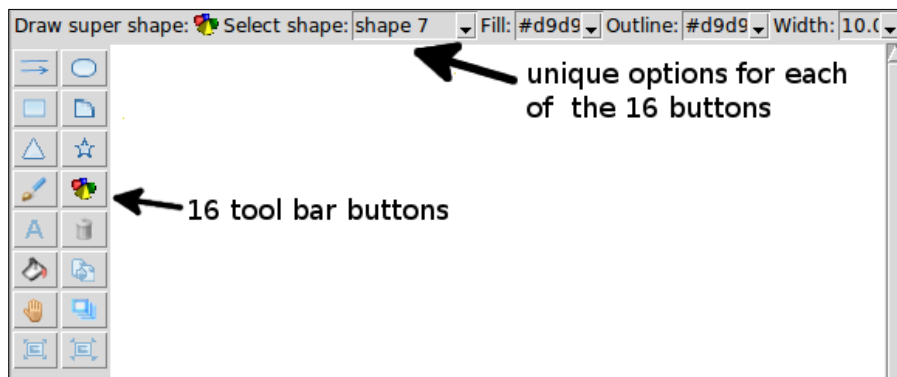 Draw super shape: Select shape: shape 7 Fill: #d9d9 Outline: #d9d9 Width: 10.0
unique options for each
of the 16 buttons
16 tool bar buttons
A